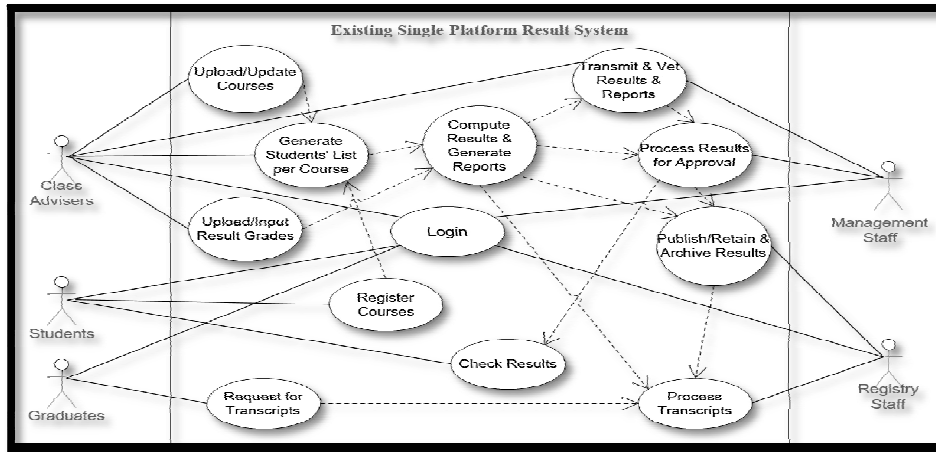 Existing Single Platform Result System
Upload/Update
Courses
Transmit & Vet
Results &
Reports
Generate
Students' List
per Course
Compute
Results &
Generate
Reports
Process Results
for Approval
Class
Advisers
Upload/Input
Result Grades
Login
Publish/Retain &
Archive Results
Management
Staff
Students
Register
Courses
Check Results
Graduates
Request for
Transcripts
Process
Transcripts
Registry
Staff